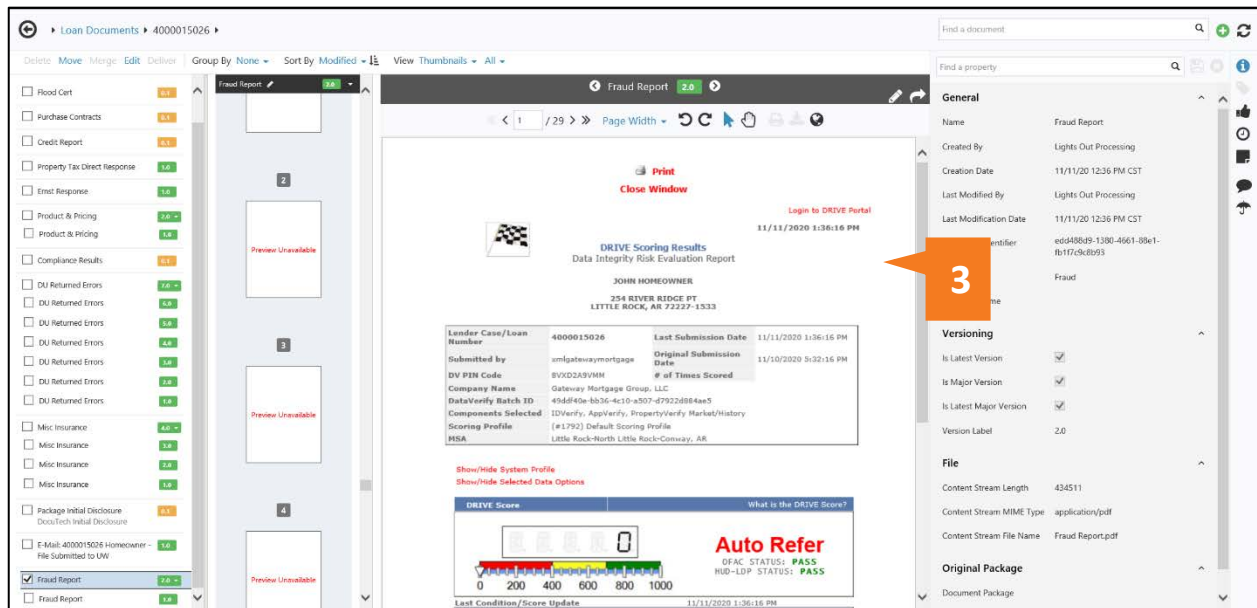 Loan Documents 4000015026
Find a document
Delete Move Merge Edit Deliver Group By None Sort By Modified View Thumbnails All
Find a property
Flood Cert 0.1
Purchase Contracts 0.1
Credit Report 0.1
Property Tax Direct Response 1.0
Ernst Response 1.0
Product & Pricing 2.0
Product & Pricing 1.0
Compliance Results 0.1
DU Returned Errors 7.0
DU Returned Errors 6.0
DU Returned Errors 5.0
DU Returned Errors 4.0
DU Returned Errors 3.0
DU Returned Errors 2.0
DU Returned Errors 1.0
Misc Insurance 4.0
Misc Insurance 3.0
Misc Insurance 2.0
Misc Insurance 1.0
Package Initial Disclosure 0.1
DocuTech Initial Disclosure
E-Mail: 4000015026 Homeowner – 1.0
File Submitted to UW
Fraud Report 2.0
Fraud Report 1.0
Fraud Report 2.0
2
Preview Unavailable
3
Preview Unavailable
4
Preview Unavailable
Fraud Report 2.0
1 / 29 Page Width
Print
Close Window
Login to DRIVE Portal
11/11/2020 1:36:16 PM
DRIVE Scoring Results
Data Integrity Risk Evaluation Report
JOHN HOMEOWNER
254 RIVER RIDGE PT
LITTLE ROCK, AR 72227-1533
Lender Case/Loan Number 4000015026 Last Submission Date 11/11/2020 1:36:16 PM
Submitted by smlgatewaymortgage Original Submission Date 11/10/2020 5:32:16 PM
DV PIN Code BVXD2A9VMM # of Times Scored
Company Name Gateway Mortgage Group, LLC
DataVerify Batch ID 49ddf40e-bb36-4c10-a507-d7922d884ae5
Components Selected IDVerify, AppVerify, PropertyVerify Market/History
Scoring Profile (#1792) Default Scoring Profile
MSA Little Rock-North Little Rock-Conway, AR
Show/Hide System Profile
Show/Hide Selected Data Options
DRIVE Score What is the DRIVE Score?
0
Auto Refer
OFAC STATUS: PASS
HUD-LDP STATUS: PASS
0 200 400 600 800 1000
Last Condition/Score Update 11/11/2020 1:36:16 PM
3
General
Name Fraud Report
Created By Lights Out Processing
Creation Date 11/11/20 12:36 PM CST
Last Modified By Lights Out Processing
Last Modification Date 11/11/20 12:36 PM CST
edd488d9-1380-4661-88e1-
fb1f7c9c8b93
Fraud
Versioning
Is Latest Version
Is Major Version
Is Latest Major Version
Version Label 2.0
File
Content Stream Length 434511
Content Stream MIME Type application/pdf
Content Stream File Name Fraud Report.pdf
Original Package
Document Package